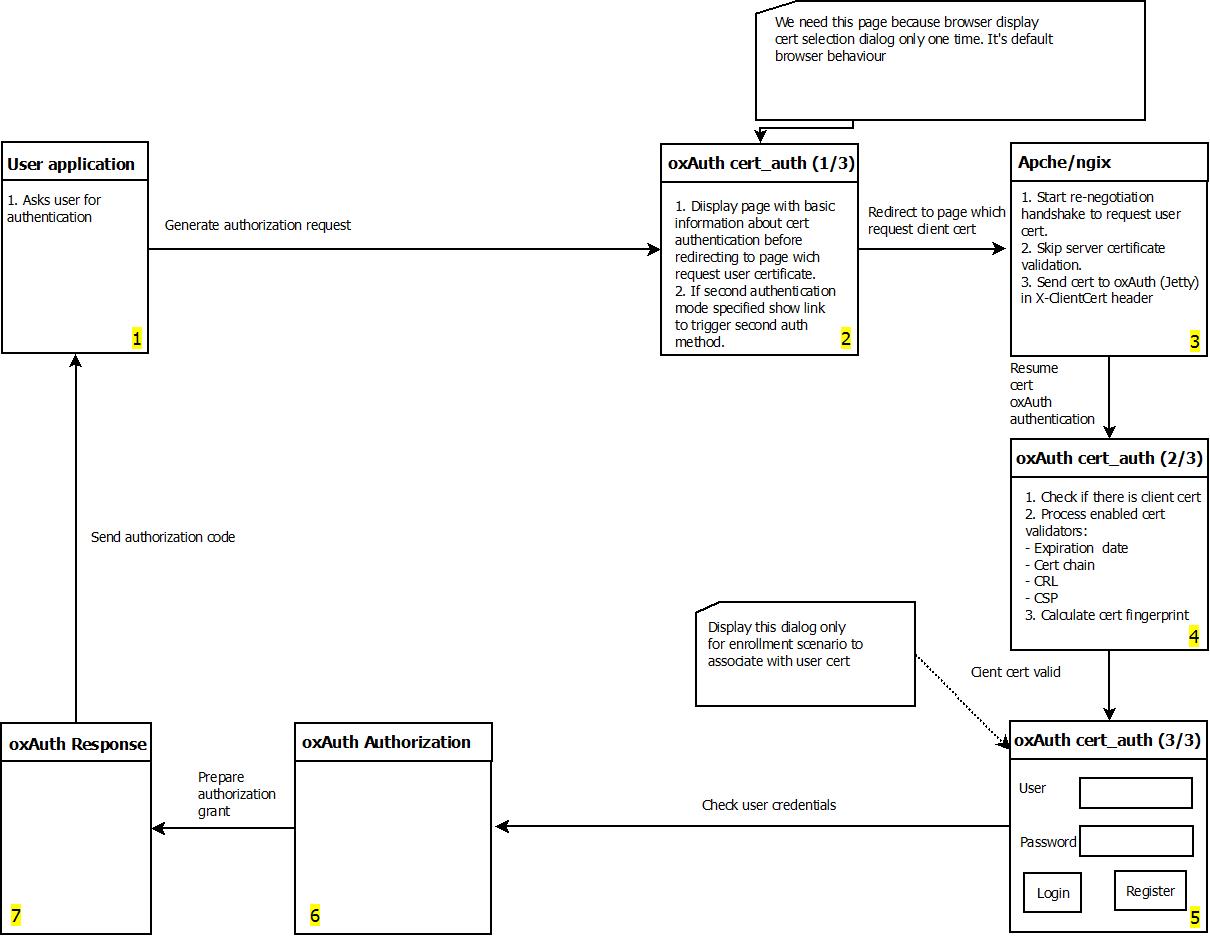 We need this page because browser display
cert selection dialog only one time. It's default
browser behaviour
User application
1. Asks user for
authentication
1
Generate authorization request
oxAuth cert_auth (1/3)
1. Diisplay page with basic
information about cert
authentication before
redirecting to page wich
request user certificate.
2. If second authentication
mode specified show link
to trigger second auth
method.
2
Redirect to page which
request client cert
Apche/ngix
1. Start re-negotiation
handshake to request user
cert.
2. Skip server certificate
validation.
3. Send cert to oxAuth (Jetty)
in X-ClientCert header
3
Resume
cert
oxAuth
authentication
oxAuth cert_auth (2/3)
1. Check if there is client cert
2. Process enabled cert
validators:
- Expiration date
- Cert chain
- CRL
- CSP
3. Calculate cert fingerprint
4
Send authorization code
Display this dialog only
for enrollment scenario to
associate with user cert
Cient cert valid
oxAuth cert_auth (3/3)
User
Password
Login
Register
5
Check user credentials
oxAuth Authorization
6
Prepare
authorization
grant
oxAuth Response
7